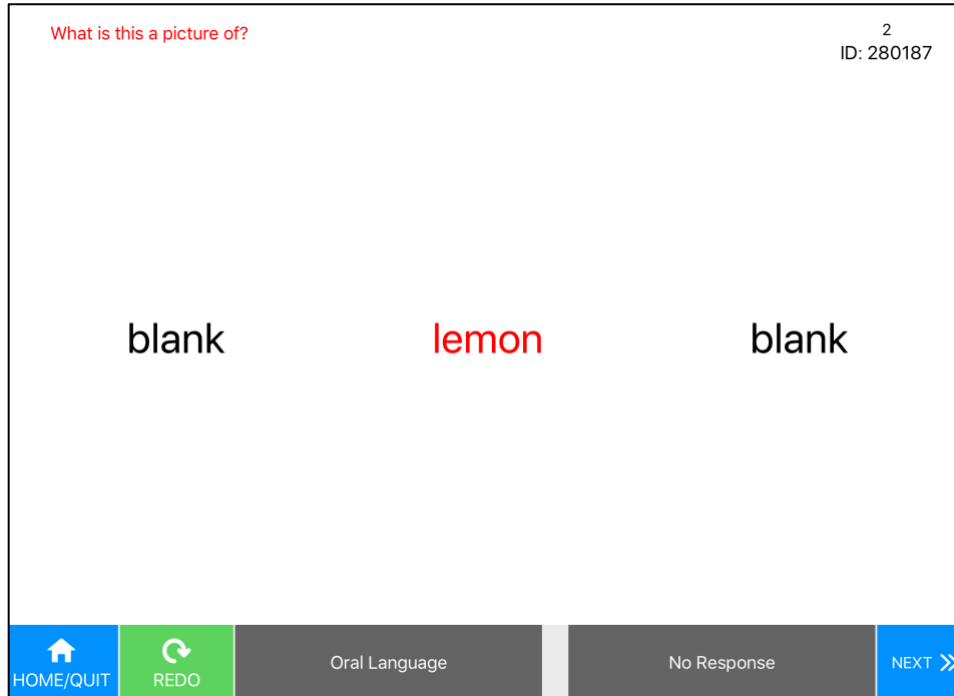 What is this a picture of?
2
ID: 280187
blank lemon blank
HOME/QUIT REDO Oral Language No Response NEXT